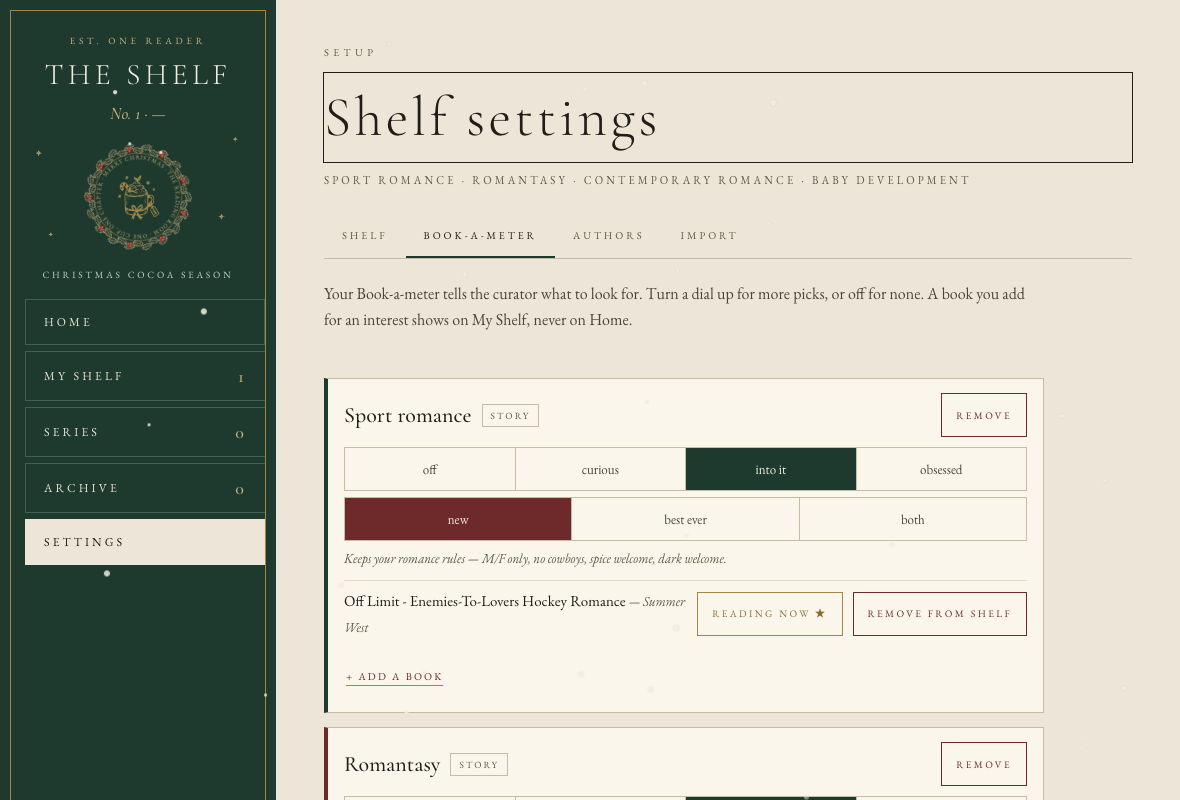 EST. ONE READER
THE SHELF
No. 1 · —
MERRY CHRISTMAS
CHRISTMAS COCOA SEASON
HOME
MY SHELF 1
SERIES 0
ARCHIVE 0
SETTINGS
SETUP
Shelf settings
SPORT ROMANCE · ROMANTASY · CONTEMPORARY ROMANCE · BABY DEVELOPMENT
SHELF BOOK-A-METER AUTHORS IMPORT
Your Book-a-meter tells the curator what to look for. Turn a dial up for more picks, or off for none. A book you add
for an interest shows on My Shelf, never on Home.
Sport romance STORY REMOVE
off curious into it obsessed
new best ever both
Keeps your romance rules — M/F only, no cowboys, spice welcome, dark welcome.
Off Limit - Enemies-To-Lovers Hockey Romance — Summer
West
READING NOW ★ REMOVE FROM SHELF
+ ADD A BOOK
Romantasy STORY REMOVE